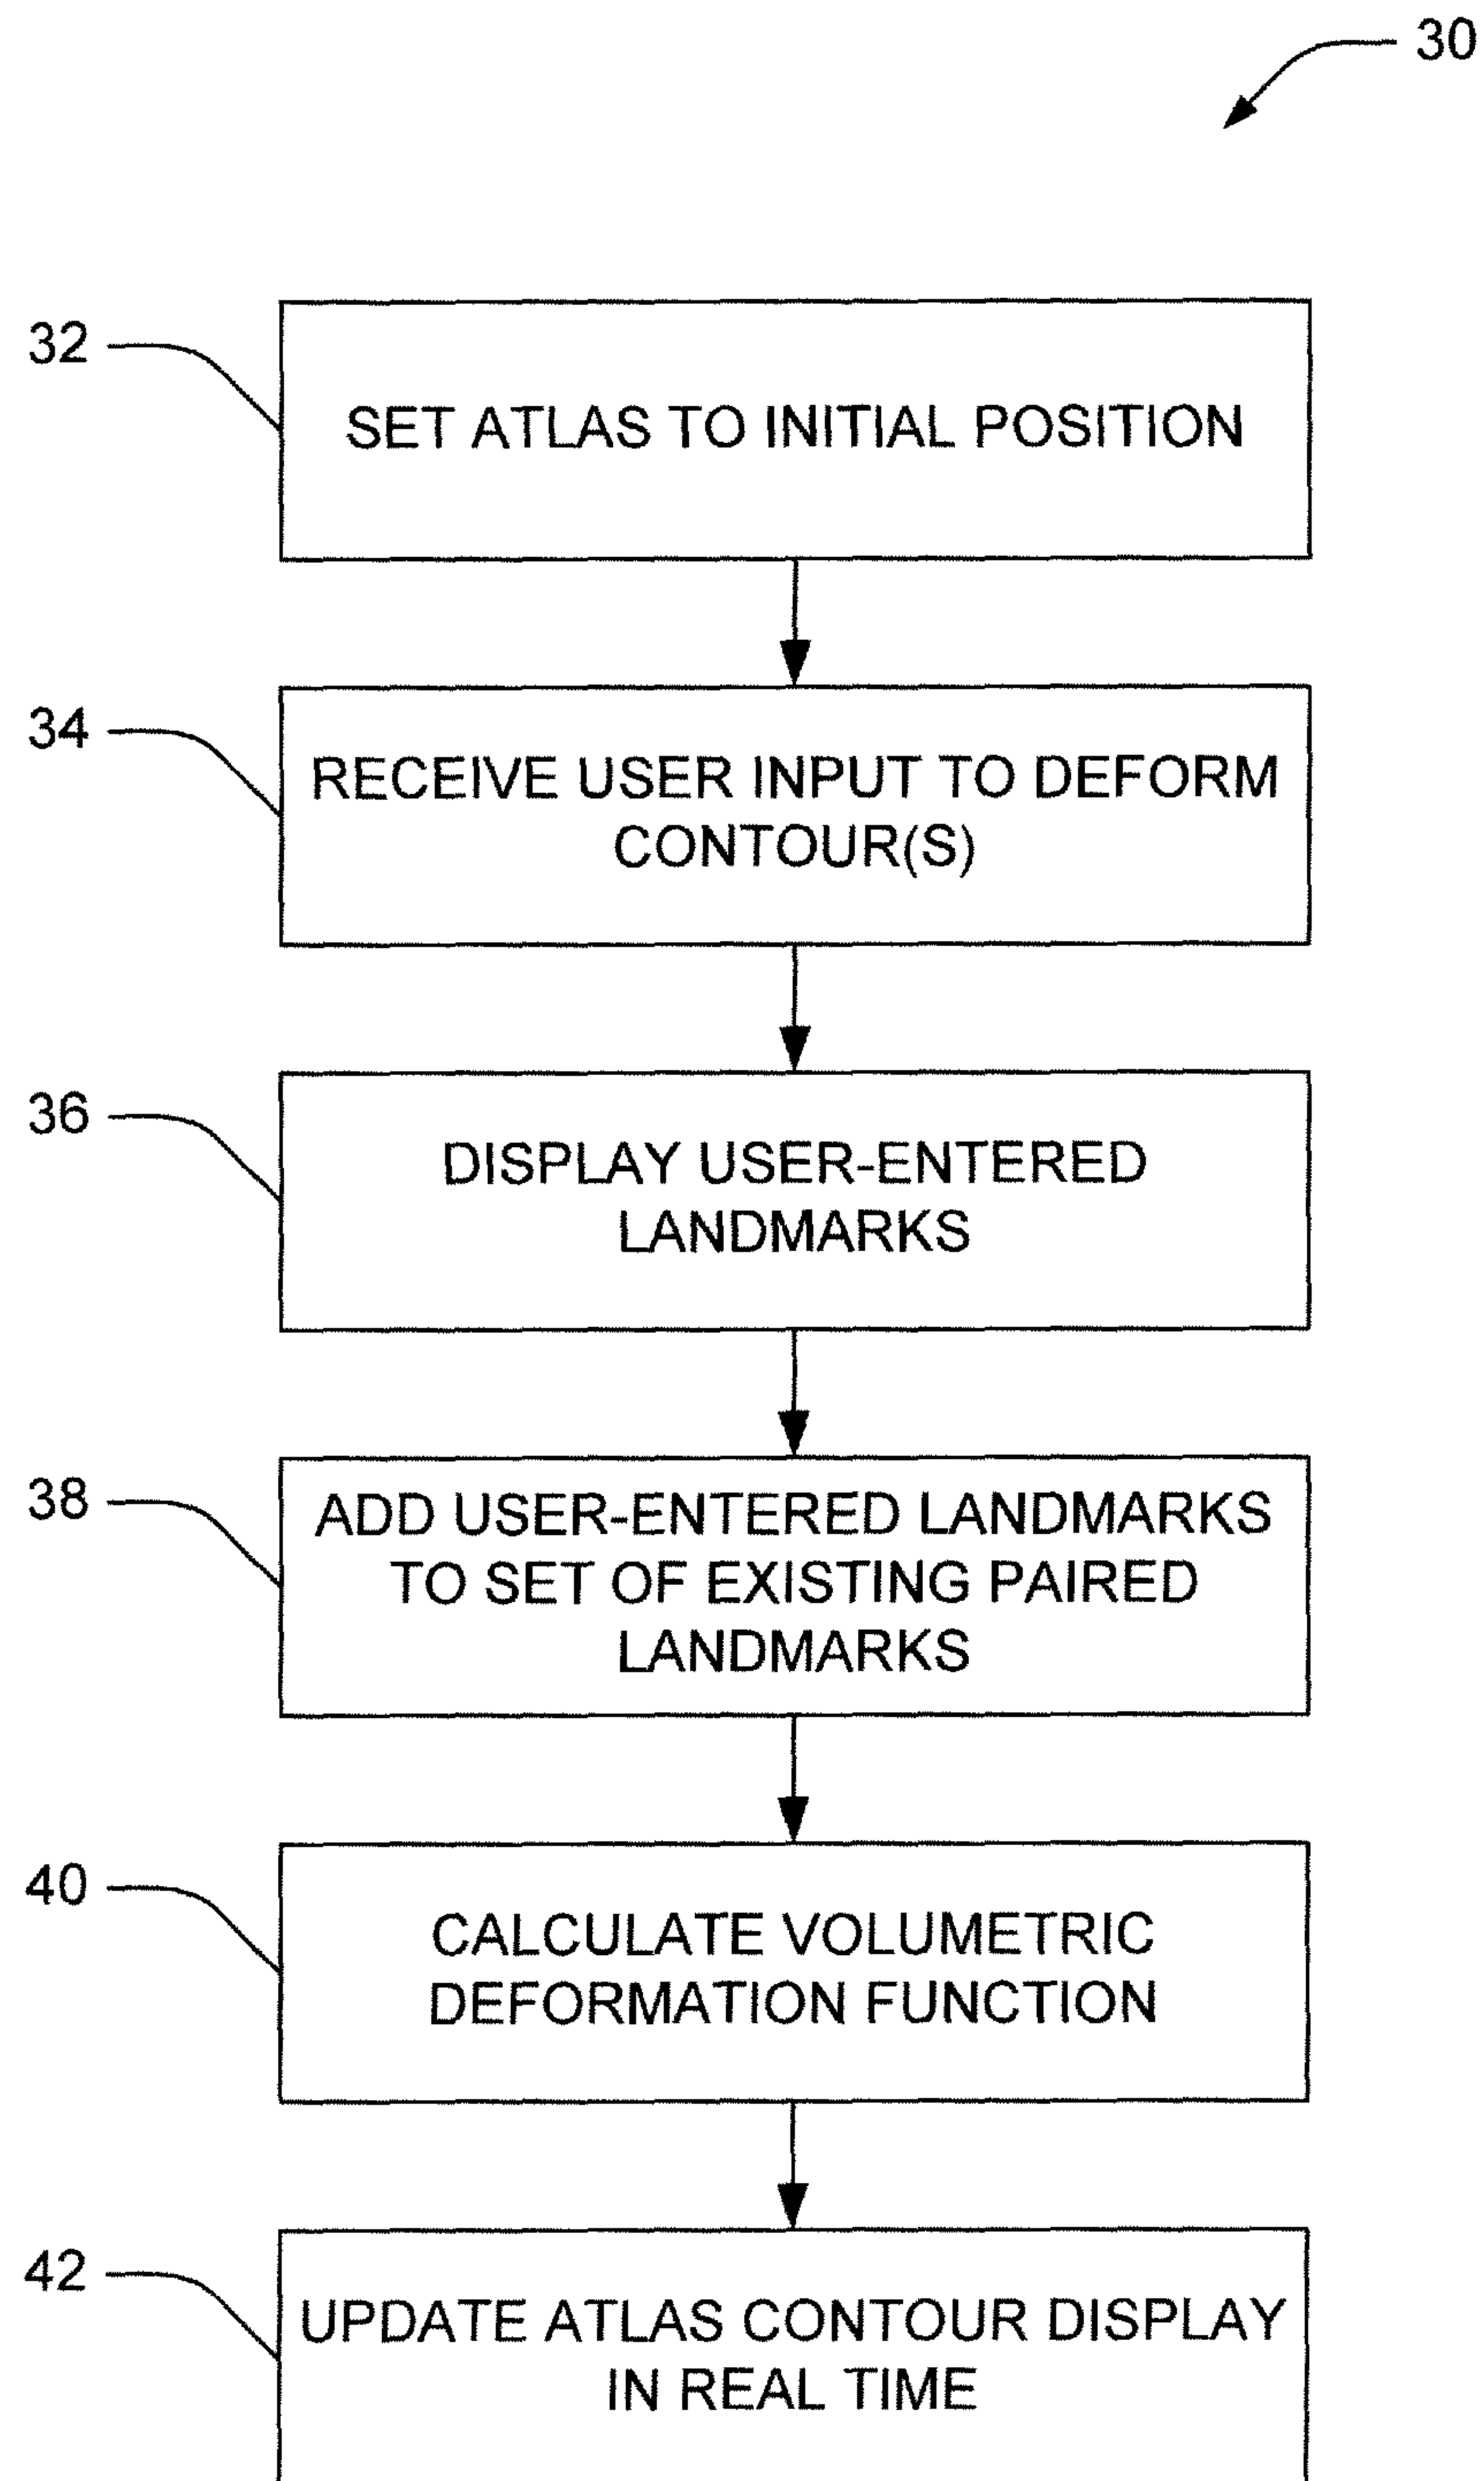 30
32
SET ATLAS TO INITIAL POSITION
34
RECEIVE USER INPUT TO DEFORM
CONTOUR(S)
36
DISPLAY USER-ENTERED
LANDMARKS
38
ADD USER-ENTERED LANDMARKS
TO SET OF EXISTING PAIRED
LANDMARKS
40
CALCULATE VOLUMETRIC
DEFORMATION FUNCTION
42
UPDATE ATLAS CONTOUR DISPLAY
IN REAL TIME